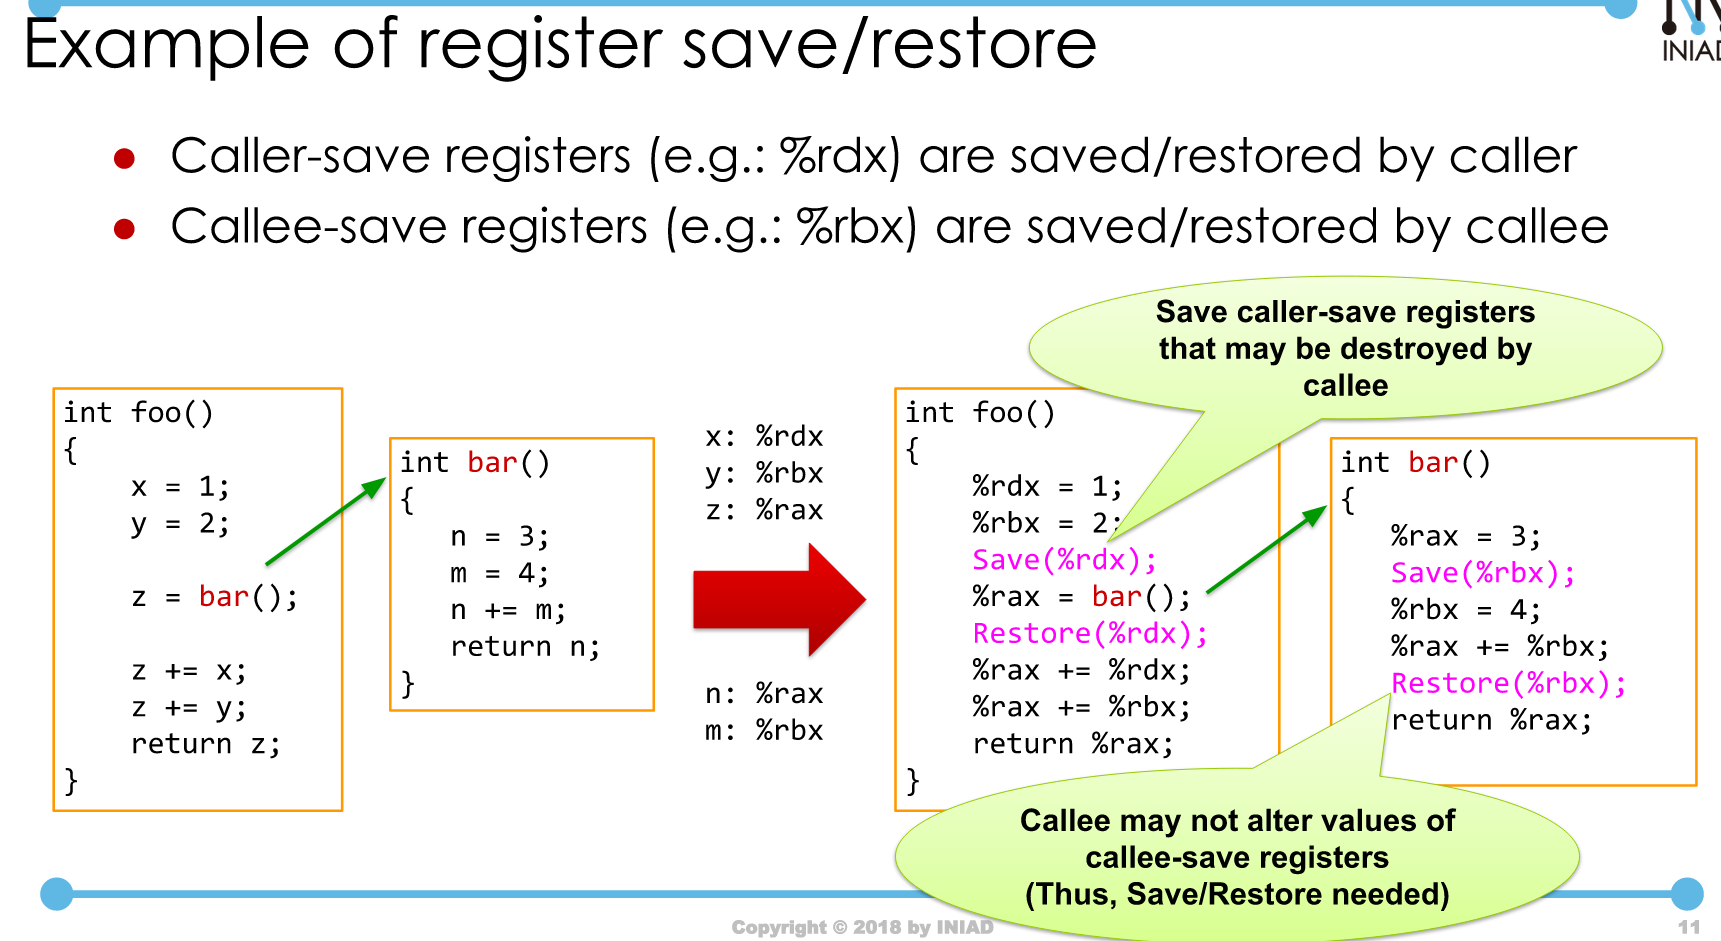 Example of register save/restore
INIAD
● Caller-save registers (e.g.: %rdx) are saved/restored by caller
● Callee-save registers (e.g.: %rbx) are saved/restored by callee
Save caller-save registers
that may be destroyed by
callee
int foo()
{
x = 1;
y = 2;
z = bar();
z += x;
z += y;
return z;
}
int bar()
{
n = 3;
m = 4;
n += m;
return n;
}
x: %rdx
y: %rbx
z: %rax
n: %rax
m: %rbx
int foo()
{
%rdx = 1;
%rbx = 2;
Save(%rdx);
%rax = bar();
Restore(%rdx);
%rax += %rdx;
%rax += %rbx;
return %rax;
}
int bar()
{
%rax = 3;
Save(%rbx);
%rbx = 4;
%rax += %rbx;
Restore(%rbx);
return %rax;
Callee may not alter values of
callee-save registers
(Thus, Save/Restore needed)
Copyright © 2018 by INIAD
11